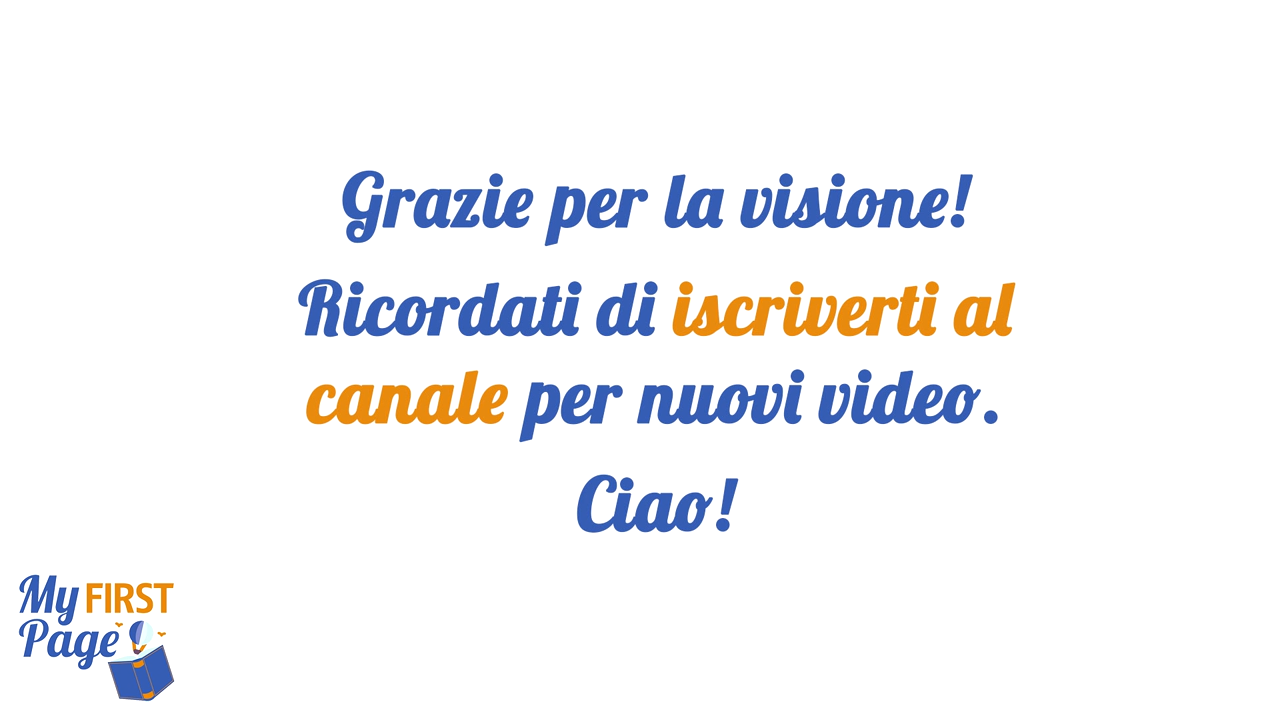 Grazie per la visione!
Ricordati di iscriverti al
canale per nuovi video.
Ciao!
My FIRST
Page